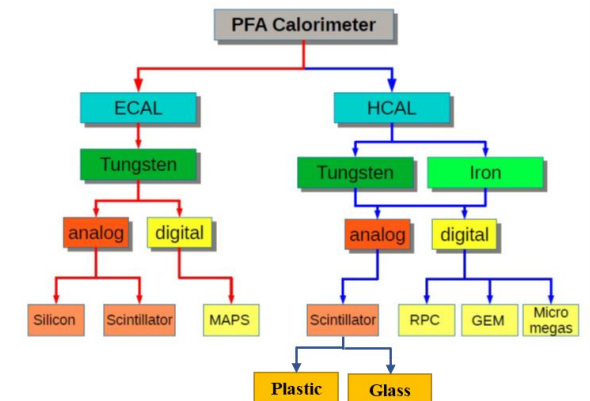 PFA Calorimeter
ECAL
HCAL
Tungsten
Tungsten
Iron
analog
digital
analog
digital
Silicon
Scintillator
MAPS
Scintillator
RPC
GEM
Micro
megas
Plastic
Glass